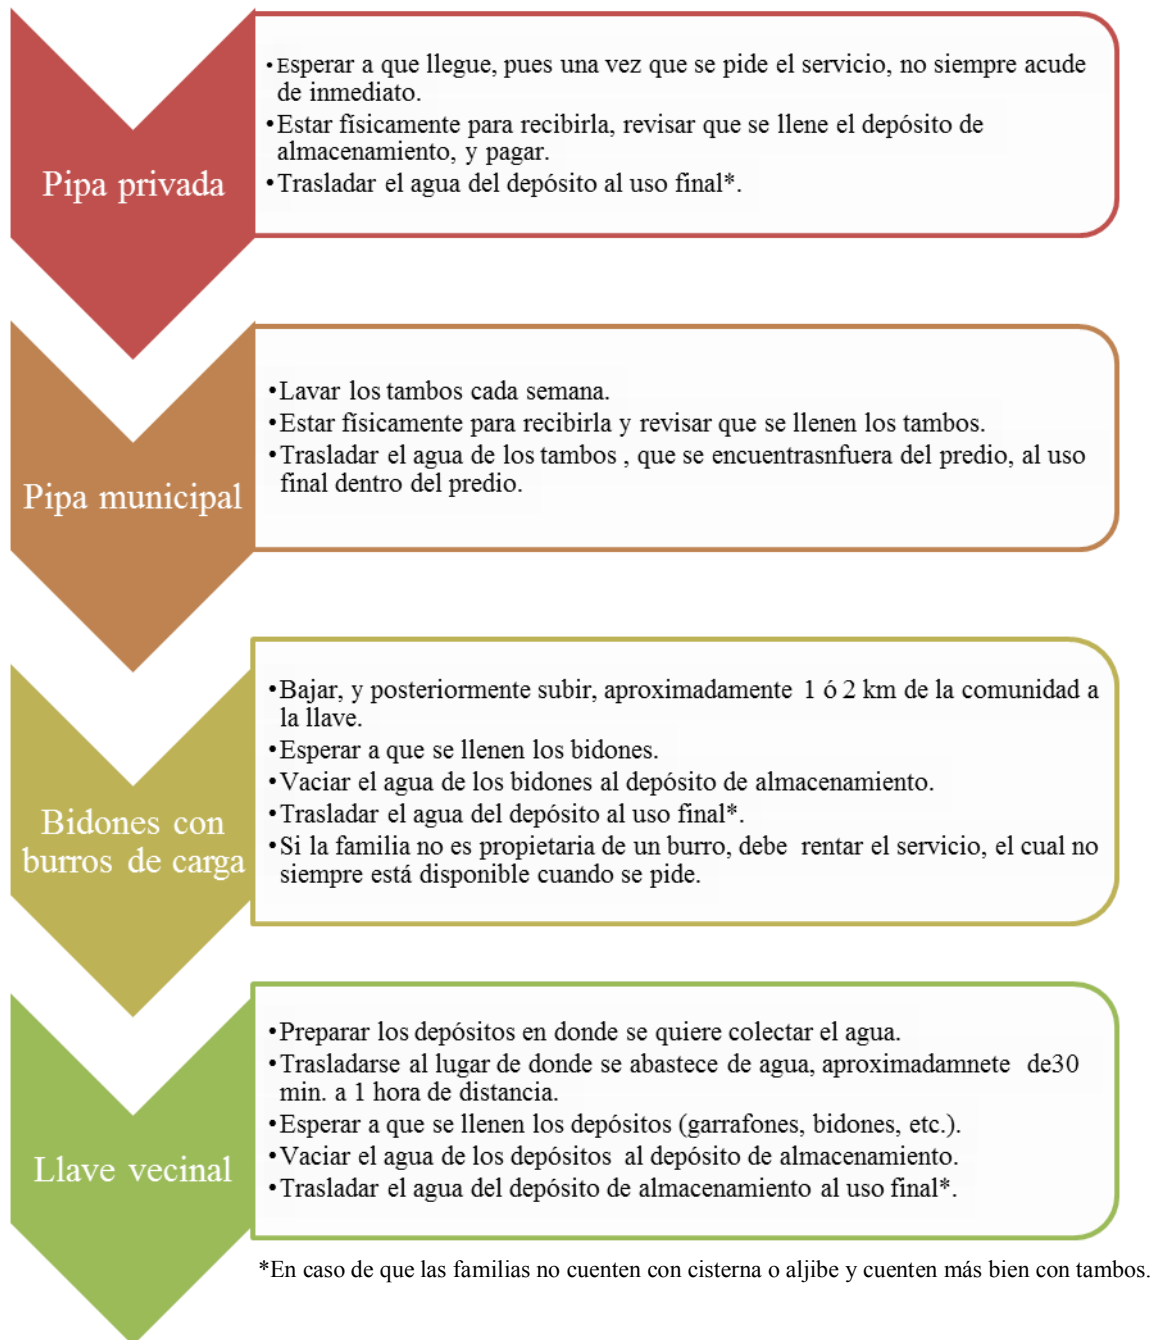 Pipa privada
•Esperar a que llegue, pues una vez que se pide el servicio, no siempre acude
de inmediato.
•Estar físicamente para recibirla, revisar que se llene el depósito de
almacenamiento, y pagar.
•Trasladar el agua del depósito al uso final*.
Pipa municipal
•Lavar los tambos cada semana.
•Estar físicamente para recibirla y revisar que se llenen los tambos.
•Trasladar el agua de los tambos , que se encuentrasnfuera del predio, al uso
final dentro del predio.
Bidones con
burros de carga
•Bajar, y posteriormente subir, aproximadamente 1 ó 2 km de la comunidad a
la llave.
•Esperar a que se llenen los bidones.
•Vaciar el agua de los bidones al depósito de almacenamiento.
•Trasladar el agua del depósito al uso final*.
•Si la familia no es propietaria de un burro, debe rentar el servicio, el cual no
siempre está disponible cuando se pide.
Llave vecinal
•Preparar los depósitos en donde se quiere colectar el agua.
•Trasladarse al lugar de donde se abastece de agua, aproximadamnete de30
min. a 1 hora de distancia.
•Esperar a que se llenen los depósitos (garrafones, bidones, etc.).
•Vaciar el agua de los depósitos al depósito de almacenamiento.
•Trasladar el agua del depósito de almacenamiento al uso final*.
*En caso de que las familias no cuenten con cisterna o aljibe y cuenten más bien con tambos.